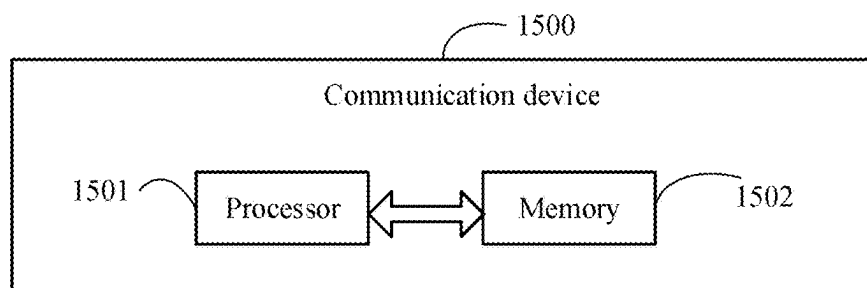 1500
Communication device
1501
Processor
Memory
1502